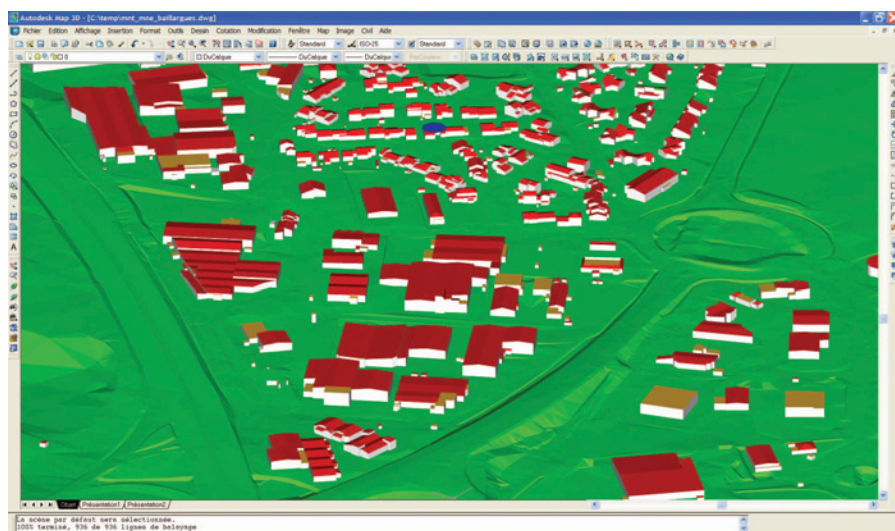 Autodesk Map 3D - [C:\temp\mnt_mne_baillargues.dwg]
Fichier Edition Affichage Insertion Format Outils Dessin Cotation Modification Fenêtre Map Image Civil Aide
Standard ISO-25 Standard
0 DuCalque DuCalque DuCalque ParCouleur
Objet Présentation1 Présentation2
La scène par défaut sera sélectionnée.
100% terminé, 936 de 936 lignes de balayage